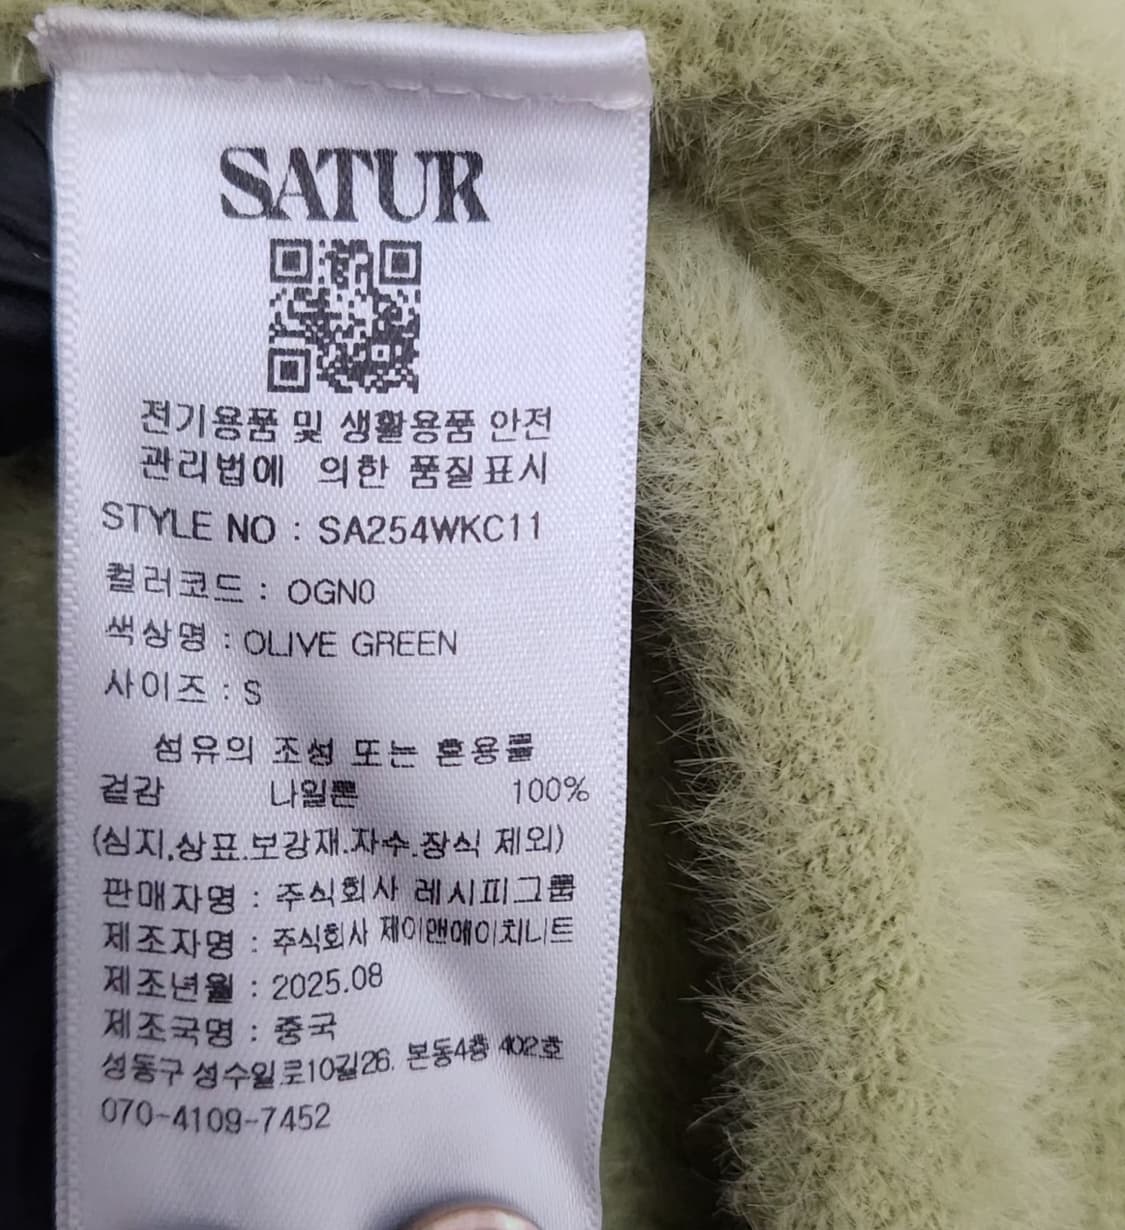 SATUR
전기용품 및 생활용품 안전
관리법에 의한 품질표시
STYLE NO : SA254WKC11
컬러코드 : OGN0
색상명 : OLIVE GREEN
사이즈 : S
섬유의 조성 또는 혼용률
겉감 나일론 100%
(심지,상표.보강재.자수.장식 제외)
판매자명 : 주식회사 레시피그룹
제조자명 : 주식회사 제이앤에이치니트
제조년월 : 2025.08
제조국명 : 중국
성동구 성수일로10길26. 본동4층 402호
070-4109-7452